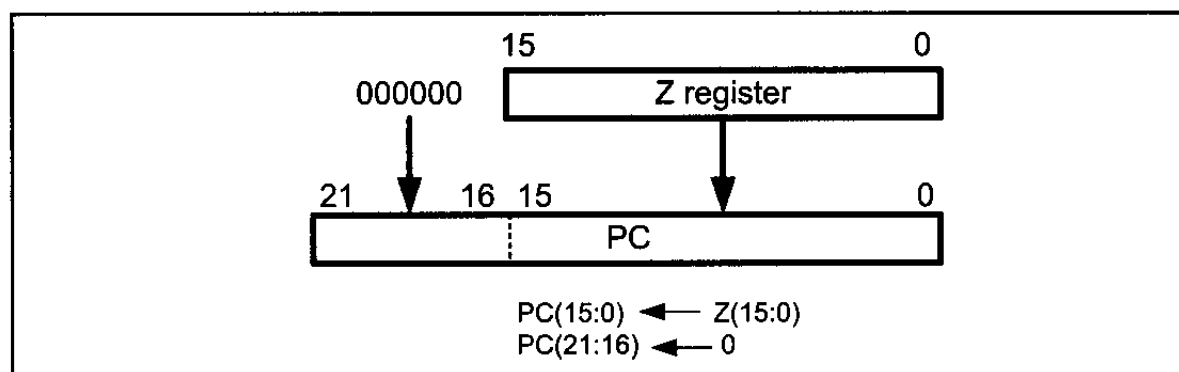 15 0
000000 Z register
21 16 15 0
PC
PC(15:0) ← Z(15:0)
PC(21:16) ← 0